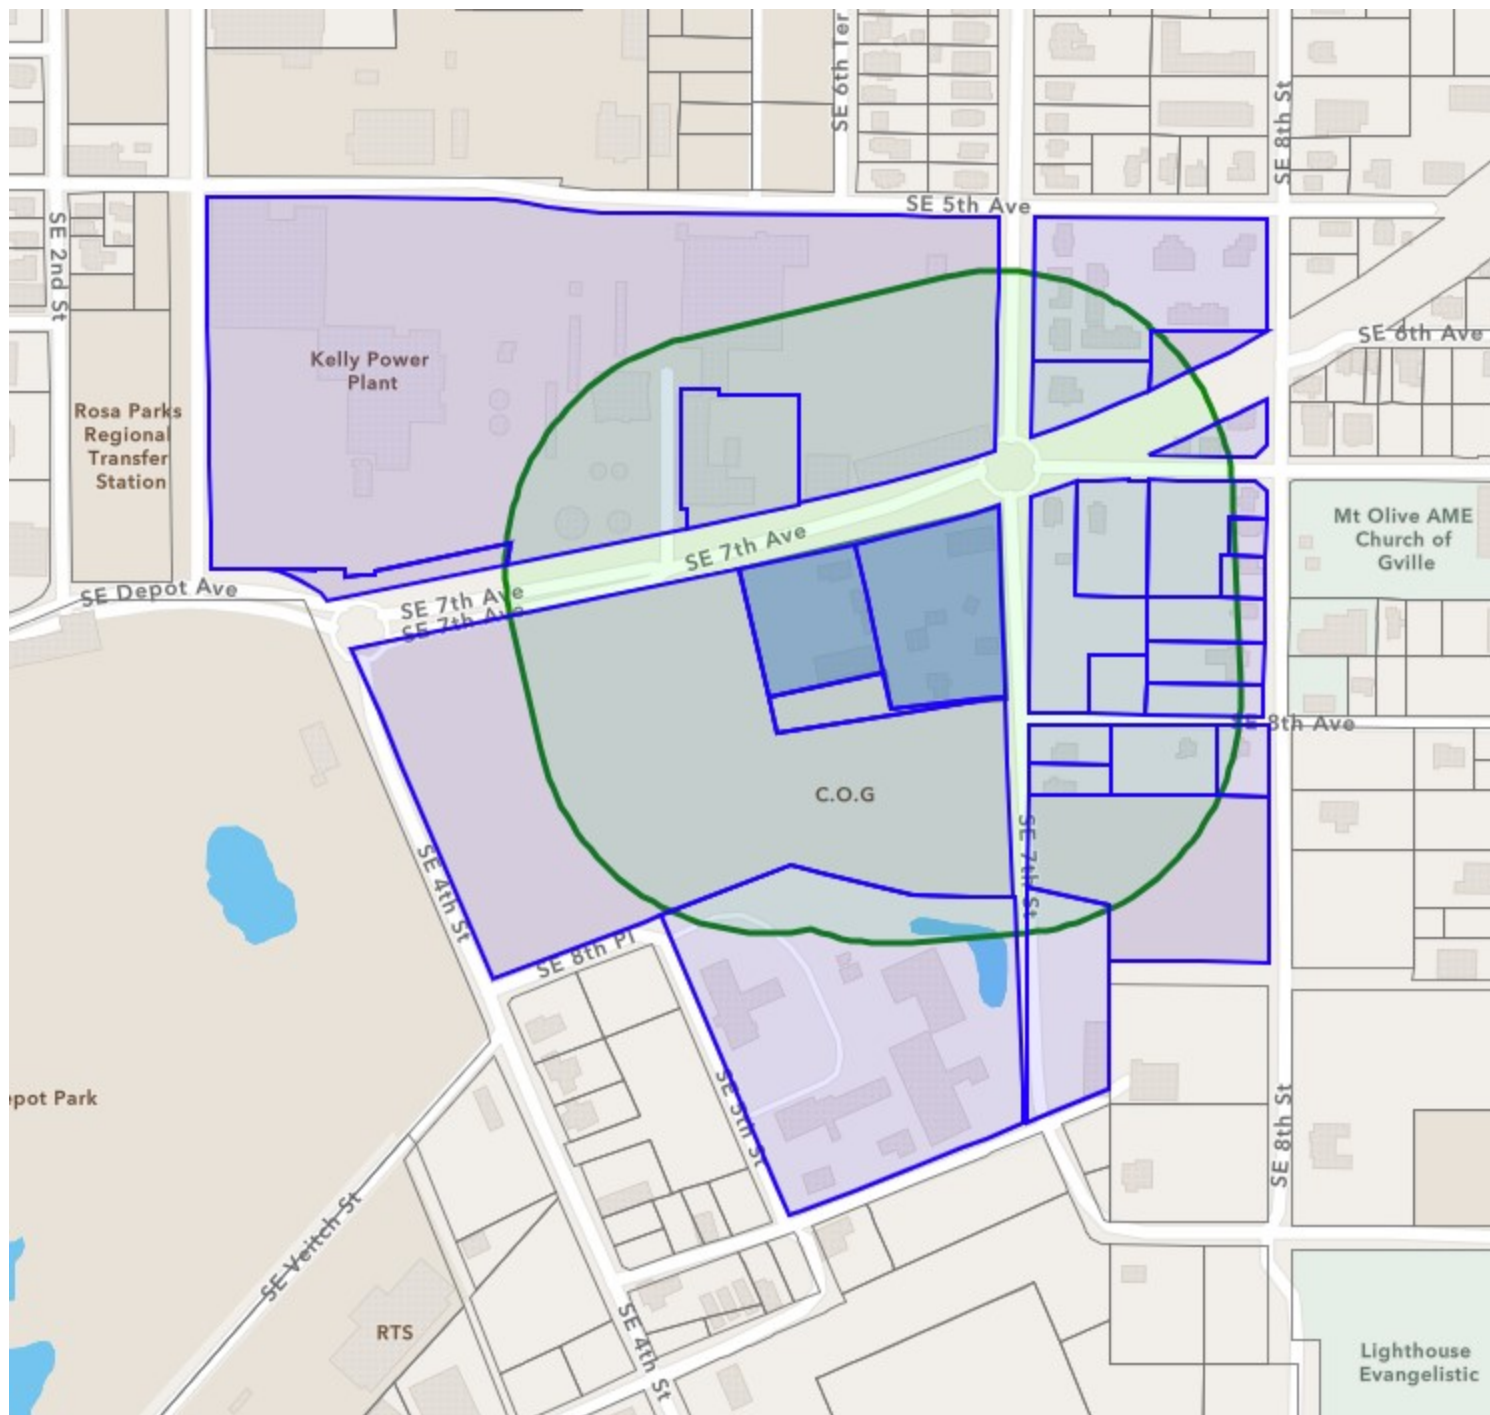 SE 6th Ter
SE 8th St
SE 5th Ave
SE 2nd St
SE 6th Ave
Kelly Power
Plant
Rosa Parks
Regional
Transfer
Station
Mt Olive AME
Church of
Gville
SE 7th Ave
SE Depot Ave
SE 7th Ave
SE 7th Ave
SE 8th Ave
C.O.G
SE 7th St
SE 4th St
SE 8th Pl
SE 5th St
epot Park
SE 8th St
SE Veitch St
RTS
SE 4th St
Lighthouse
Evangelistic